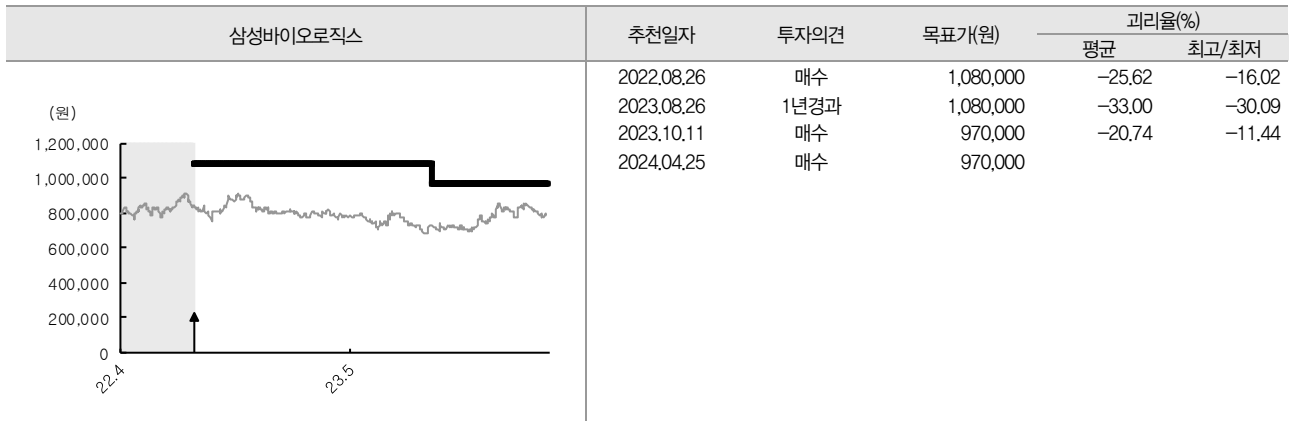 삼성바이오로직스
추천일자 투자의견 목표가(원) 괴리율(%)
평균 최고/최저
2022.08.26 매수 1,080,000 −25.62 −16.02
2023.08.26 1년경과 1,080,000 −33.00 −30.09
2023.10.11 매수 970,000 −20.74 −11.44
2024.04.25 매수 970,000
(원)
1,200,000
1,000,000
800,000
600,000
400,000
200,000
0
22.4 23.5